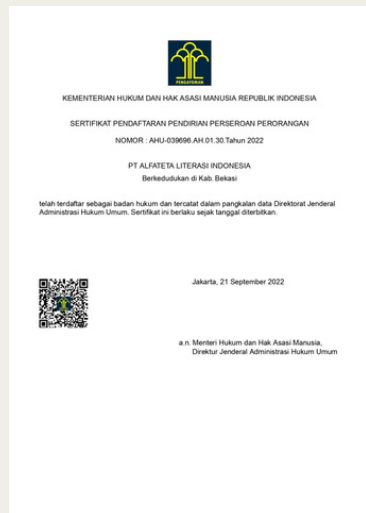 PENGAYOMAN
KEMENTERIAN HUKUM DAN HAK ASASI MANUSIA REPUBLIK INDONESIA
SERTIFIKAT PENDAFTARAN PENDIRIAN PERSEROAN PERORANGAN
NOMOR : AHU-039696.AH.01.30.Tahun 2022
PT ALFATETA LITERASI INDONESIA
Berkedudukan di Kab. Bekasi
telah terdaftar sebagai badan hukum dan tercatat dalam pangkalan data Direktorat Jenderal
Administrasi Hukum Umum. Sertifikat ini berlaku sejak tanggal diterbitkan.
Jakarta, 21 September 2022
a.n. Menteri Hukum dan Hak Asasi Manusia,
Direktur Jenderal Administrasi Hukum Umum